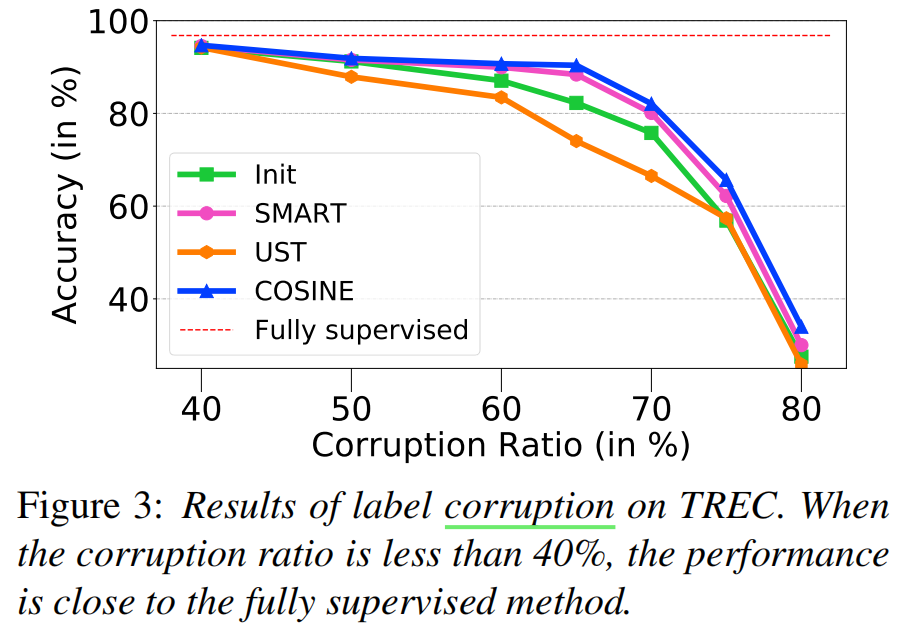 100
80
60
40
Accuracy (in %)
Init
SMART
UST
COSINE
Fully supervised
40 50 60 70 80
Corruption Ratio (in %)
Figure 3: Results of label corruption on TREC. When
the corruption ratio is less than 40%, the performance
is close to the fully supervised method.